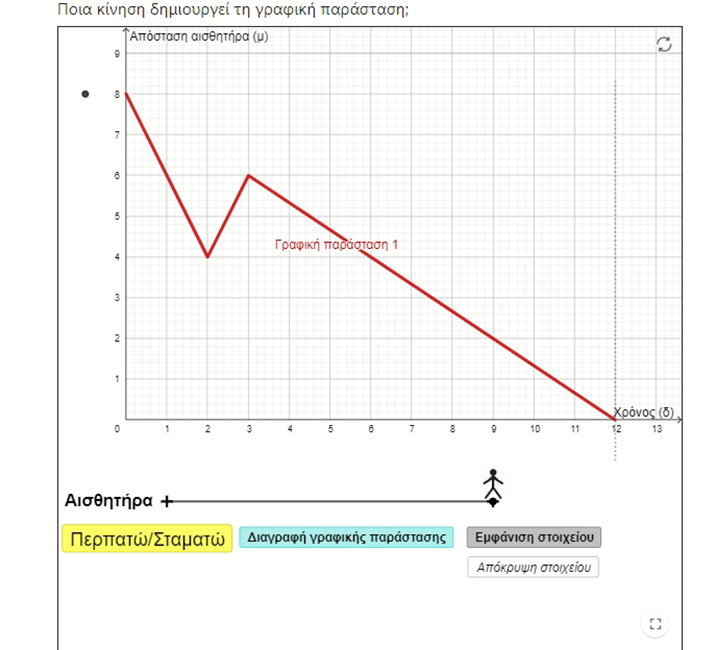 Ποια κίνηση δημιουργεί τη γραφική παράσταση;
Απόσταση αισθητήρα (μ)
9
8
7
6
5
4
3
2
1
Γραφική παράσταση 1
Χρόνος (δ)
0 1 2 3 4 5 6 7 8 9 10 11 12 13
Αισθητήρα
Περπατώ/Σταματώ Διαγραφή γραφικής παράστασης Εμφάνιση στοιχείου
Απόκρυψη στοιχείου